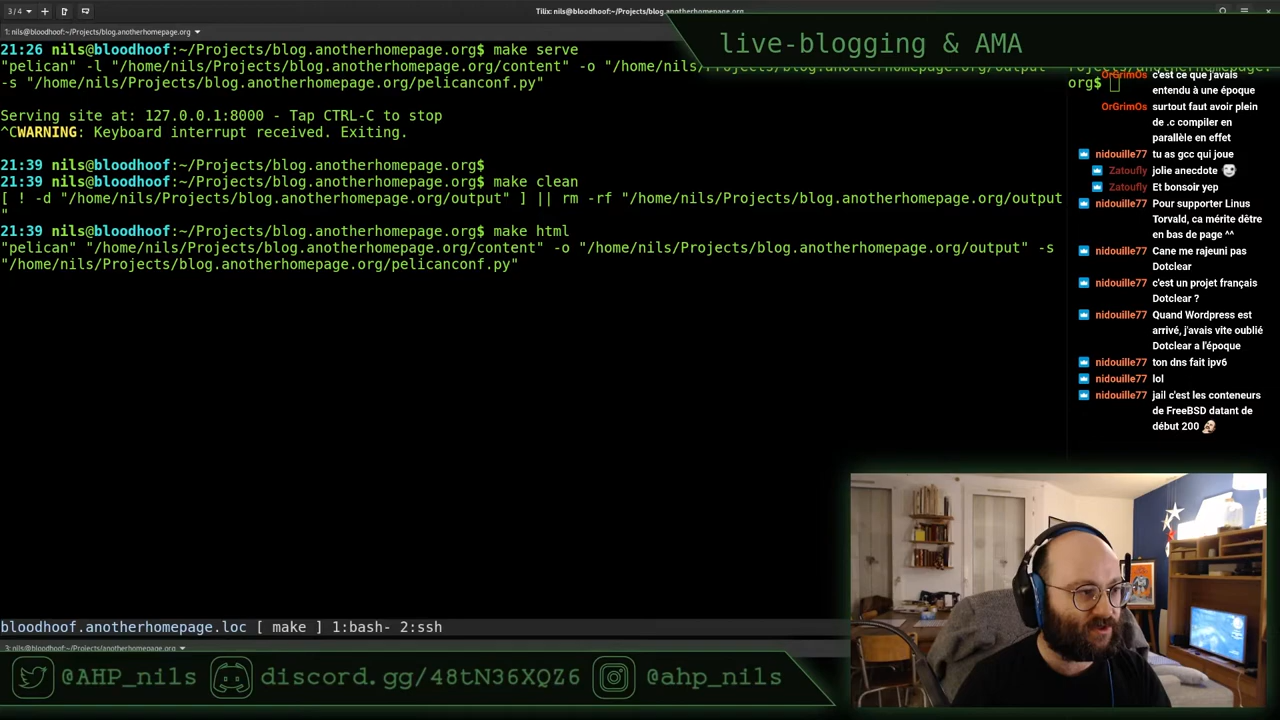 3/4
Tilix: nils@bloodhoof:~/Projects/blog.anotherhomepage.org
1: nils@bloodhoof:~/Projects/blog.anotherhomepage.org
21:26 nils@bloodhoof:~/Projects/blog.anotherhomepage.org$ make serve
"pelican" -l "/home/nils/Projects/blog.anotherhomepage.org/content" -o "/home/nils/Projects/blog.anotherhomepage.org/output"
-s "/home/nils/Projects/blog.anotherhomepage.org/pelicanconf.py"
Serving site at: 127.0.0.1:8000 - Tap CTRL-C to stop
^CWARNING: Keyboard interrupt received. Exiting.
21:39 nils@bloodhoof:~/Projects/blog.anotherhomepage.org$
21:39 nils@bloodhoof:~/Projects/blog.anotherhomepage.org$ make clean
[ ! -d "/home/nils/Projects/blog.anotherhomepage.org/output" ] || rm -rf "/home/nils/Projects/blog.anotherhomepage.org/output
"
21:39 nils@bloodhoof:~/Projects/blog.anotherhomepage.org$ make html
"pelican" "/home/nils/Projects/blog.anotherhomepage.org/content" -o "/home/nils/Projects/blog.anotherhomepage.org/output" -s
"/home/nils/Projects/blog.anotherhomepage.org/pelicanconf.py"
bloodhoof.anotherhomepage.loc [ make ] 1:bash- 2:ssh
3: nils@bloodhoof:~/Projects/anotherhomepage.org
live-blogging & AMA
org$
OrGrimOs c'est ce que j'avais
entendu à une époque
OrGrimOs surtout faut avoir plein
de .c compiler en
parallèle en effet
nidouille77 tu as gcc qui joue
Zatoufly jolie anecdote
Zatoufly Et bonsoir yep
nidouille77 Pour supporter Linus
Torvald, ca mérite dêtre
en bas de page ^^
nidouille77 Cane me rajeuni pas
Dotclear
nidouille77 c'est un projet français
Dotclear ?
nidouille77 Quand Wordpress est
arrivé, j'avais vite oublié
Dotclear a l'époque
nidouille77 ton dns fait ipv6
nidouille77 lol
nidouille77 jail c'est les conteneurs
de FreeBSD datant de
début 200
@AHP_nils discord.gg/48tN36XQZ6 @ahp_nils